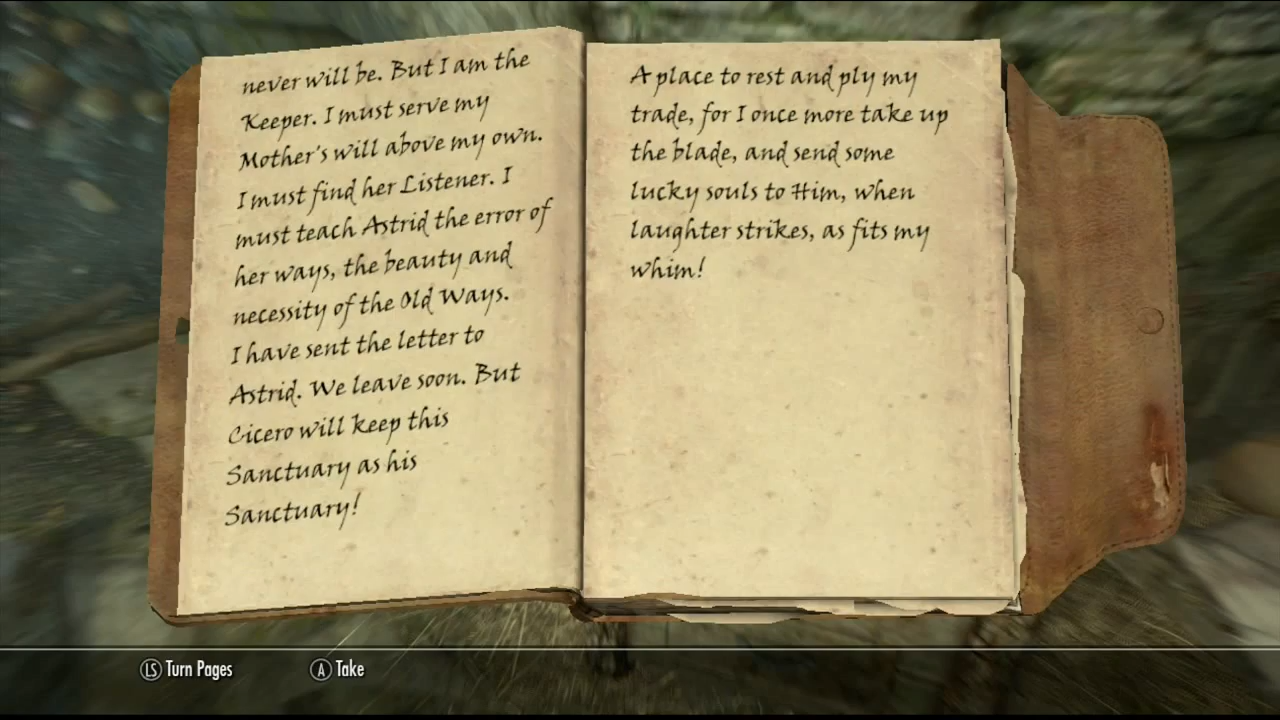 never will be. But I am the
Keeper. I must serve my
Mother's will above my own.
I must find her Listener. I
must teach Astrid the error of
her ways, the beauty and
necessity of the Old Ways.
I have sent the letter to
Astrid. We leave soon. But
Cicero will keep this
Sanctuary as his
Sanctuary!
A place to rest and ply my
trade, for I once more take up
the blade, and send some
lucky souls to Him, when
laughter strikes, as fits my
whim!
LS Turn Pages A Take